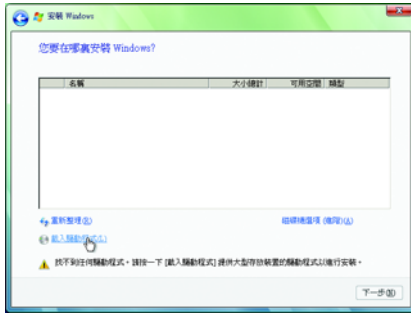 安裝 Windows
您要在哪裏安裝 Windows?
名稱 大小總計 可用空間 類型
重新整理(R) 磁碟機選項 (進階)(A)
載入驅動程式(L)
找不到任何驅動程式。請按一下 [載入驅動程式] 提供大型存放裝置的驅動程式以進行安裝。
下一步(N)